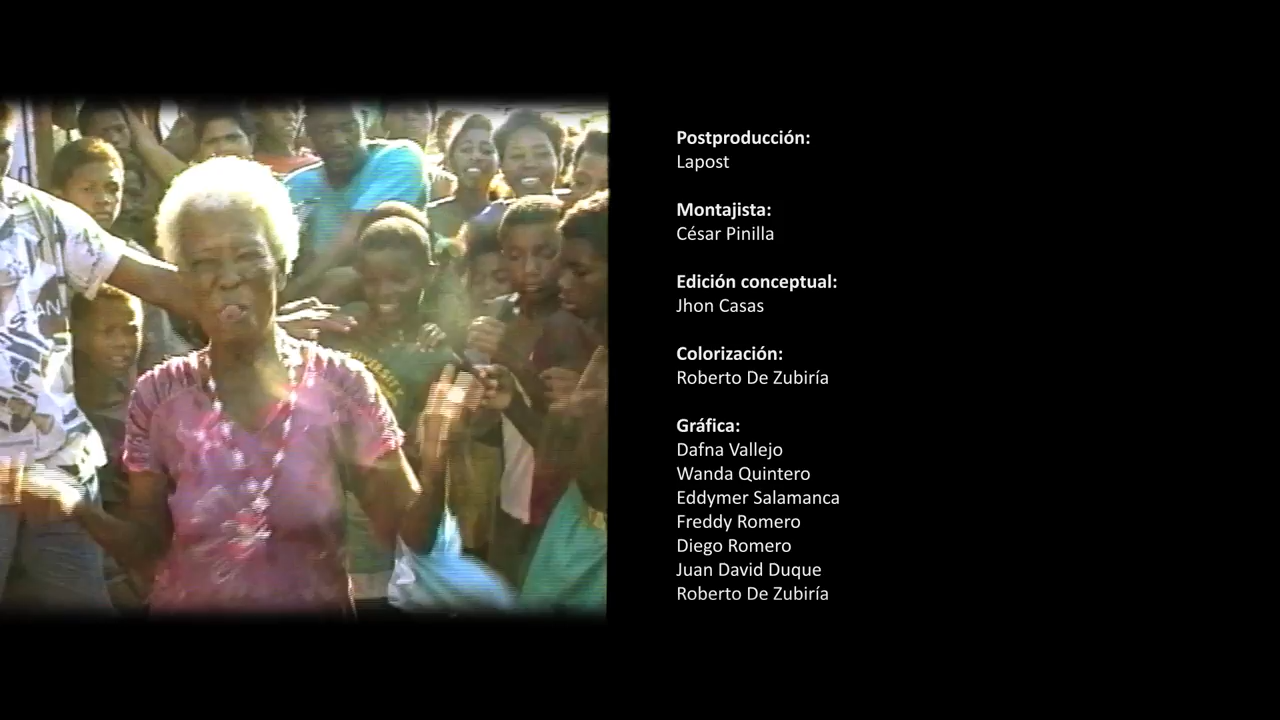 Postproducción:
Lapost
Montajista:
César Pinilla
Edición conceptual:
Jhon Casas
Colorización:
Roberto De Zubiría
Gráfica:
Dafna Vallejo
Wanda Quintero
Eddymer Salamanca
Freddy Romero
Diego Romero
Juan David Duque
Roberto De Zubiría